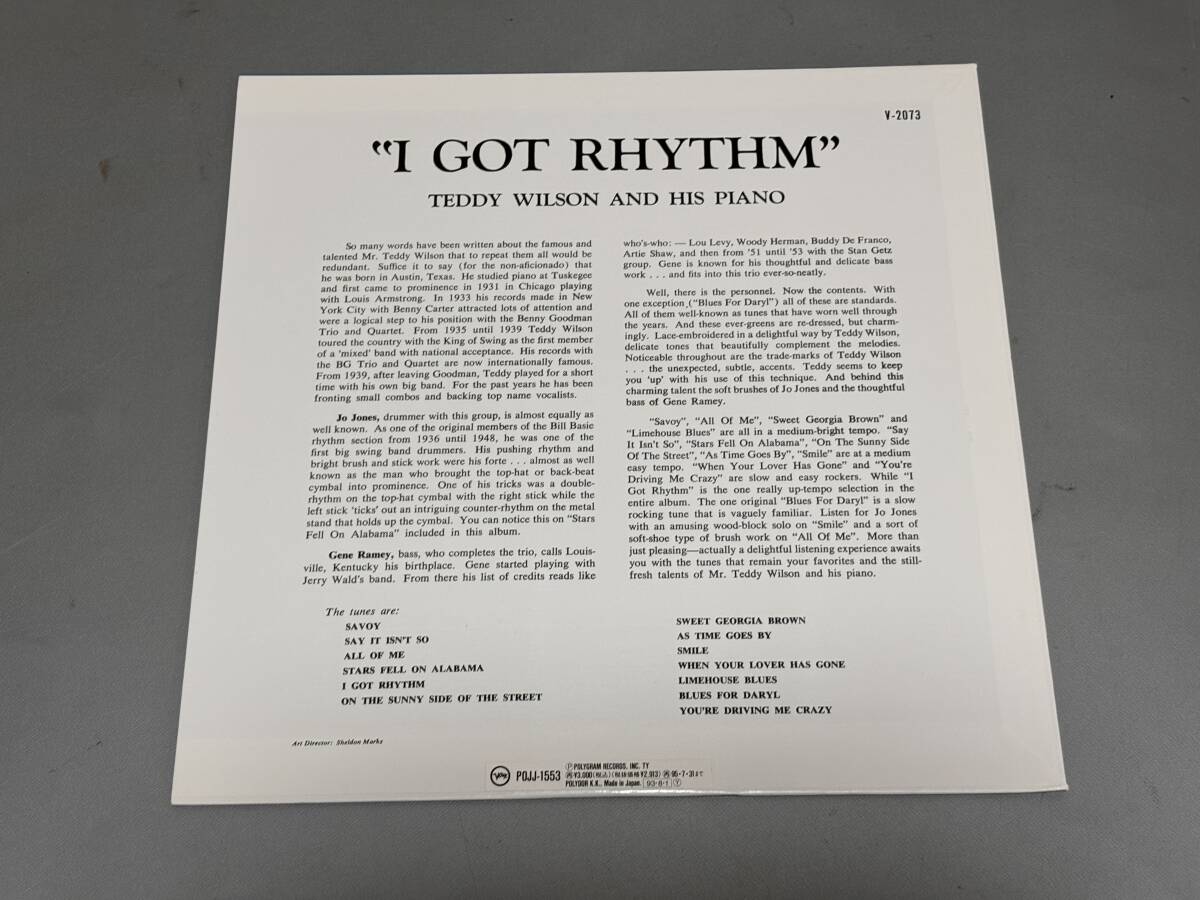 V-2073
“I GOT RHYTHM”
TEDDY WILSON AND HIS PIANO
So many words have been written about the famous and
talented Mr. Teddy Wilson that to repeat them all would be
redundant. Suffice it to say (for the non-aficionado) that
he was born in Austin, Texas. He studied piano at Tuskegee
and first came to prominence in 1931 in Chicago playing
with Louis Armstrong. In 1933 his records made in New
York City with Benny Carter attracted lots of attention and
were a logical step to his position with the Benny Goodman
Trio and Quartet. From 1935 until 1939 Teddy Wilson
toured the country with the King of Swing as the first member
of a 'mixed' band with national acceptance. His records with
the BG Trio and Quartet are now internationally famous.
From 1939, after leaving Goodman, Teddy played for a short
time with his own big band. For the past years he has been
fronting small combos and backing top name vocalists.
Jo Jones, drummer with this group, is almost equally as
well known. As one of the original members of the Bill Basie
rhythm section from 1936 until 1948, he was one of the
first big swing band drummers. His pushing rhythm and
bright brush and stick work were his forte . . . almost as well
known as the man who brought the top-hat or back-beat
cymbal into prominence. One of his tricks was a double-
rhythm on the top-hat cymbal with the right stick while the
left stick 'ticks' out an intriguing counter-rhythm on the metal
stand that holds up the cymbal. You can notice this on “Stars
Fell On Alabama” included in this album.
Gene Ramey, bass, who completes the trio, calls Louis-
ville, Kentucky his birthplace. Gene started playing with
Jerry Wald's band. From there his list of credits reads like
who's-who: — Lou Levy, Woody Herman, Buddy De Franco,
Artie Shaw, and then from '51 until '53 with the Stan Getz
group. Gene is known for his thoughtful and delicate bass
work . . . and fits into this trio ever-so-neatly.
Well, there is the personnel. Now the contents. With
one exception (“Blues For Daryl”) all of these are standards.
All of them well-known as tunes that have worn well through
the years. And these ever-greens are re-dressed, but charm-
ingly. Lace-embroidered in a delightful way by Teddy Wilson,
delicate tones that beautifully complement the melodies.
Noticeable throughout are the trade-marks of Teddy Wilson
. . . the unexpected, subtle, accents. Teddy seems to keep
you 'up' with his use of this technique. And behind this
charming talent the soft brushes of Jo Jones and the thoughtful
bass of Gene Ramey.
“Savoy”, “All Of Me”, “Sweet Georgia Brown” and
“Limehouse Blues” are all in a medium-bright tempo. “Say
It Isn't So”, “Stars Fell On Alabama”, “On The Sunny Side
Of The Street”, “As Time Goes By”, “Smile” are at a medium
easy tempo. “When Your Lover Has Gone” and “You're
Driving Me Crazy” are slow and easy rockers. While “I
Got Rhythm” is the one really up-tempo selection in the
entire album. The one original “Blues For Daryl” is a slow
rocking tune that is vaguely familiar. Listen for Jo Jones
with an amusing wood-block solo on “Smile” and a sort of
soft-shoe type of brush work on “All Of Me”. More than
just pleasing—actually a delightful listening experience awaits
you with the tunes that remain your favorites and the still-
fresh talents of Mr. Teddy Wilson and his piano.
The tunes are:
SAVOY
SAY IT ISN'T SO
ALL OF ME
STARS FELL ON ALABAMA
I GOT RHYTHM
ON THE SUNNY SIDE OF THE STREET
SWEET GEORGIA BROWN
AS TIME GOES BY
SMILE
WHEN YOUR LOVER HAS GONE
LIMEHOUSE BLUES
BLUES FOR DARYL
YOU'RE DRIVING ME CRAZY
Art Director: Sheldon Marks
Verve POJJ-1553
Ⓟ POLYGRAM RECORDS, INC. TY
¥3,000(税込)(税抜価格¥2,913) 95・7・31まで
POLYDOR K.K., Made in Japan. 93・8・1 Ⓨ